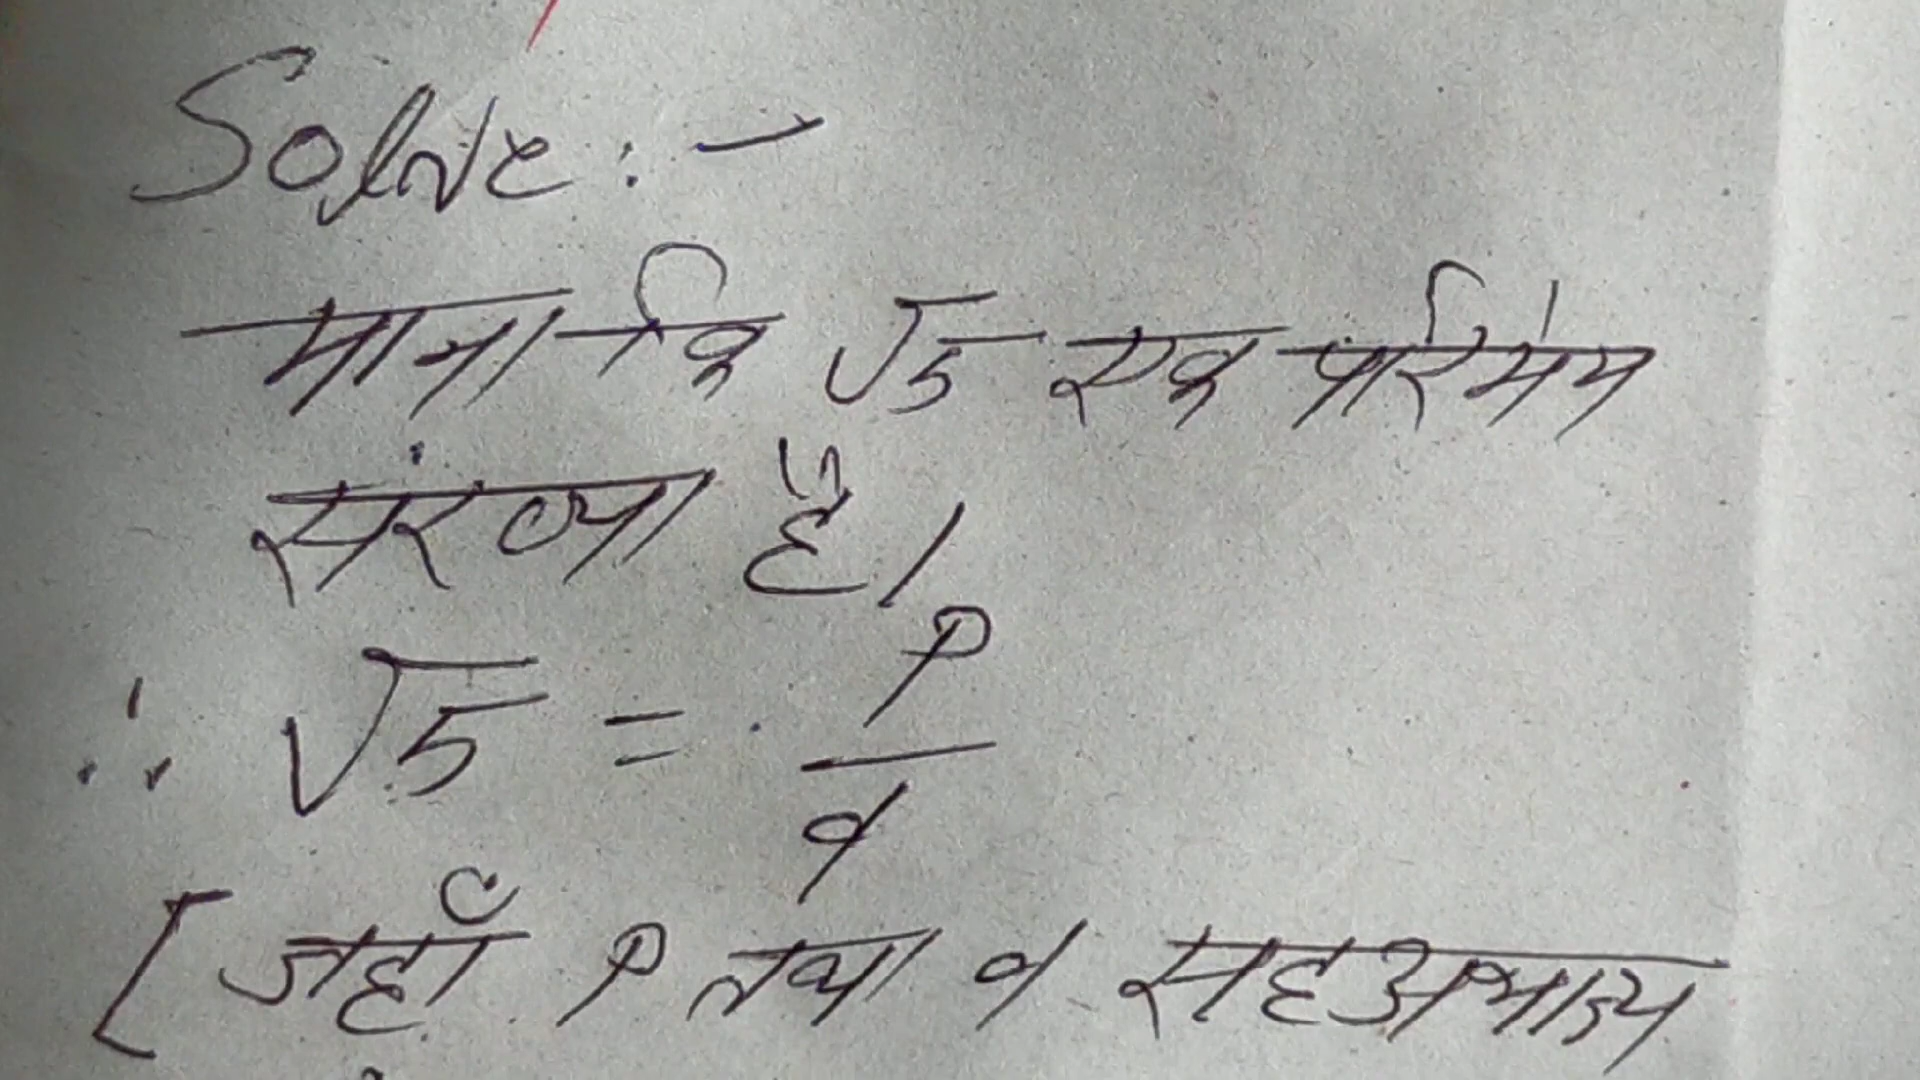 Solve :-
माना कि √5 एक परिमेय
संख्या है।
∴ √5 = p/q
[ जहाँ p तथा q सहअभाज्य